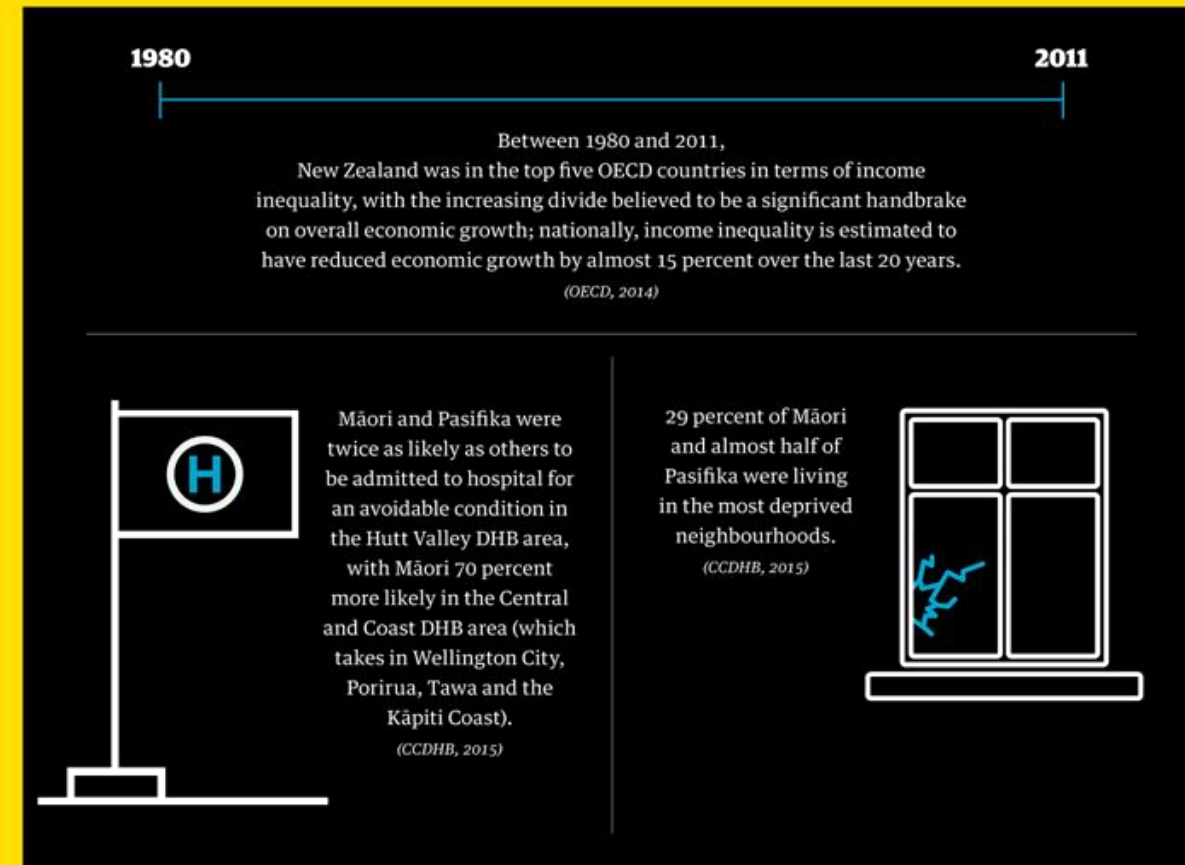 1980
2011
Between 1980 and 2011,
New Zealand was in the top five OECD countries in terms of income
inequality, with the increasing divide believed to be a significant handbrake
on overall economic growth; nationally, income inequality is estimated to
have reduced economic growth by almost 15 percent over the last 20 years.
(OECD, 2014)
H
Māori and Pasifika were
twice as likely as others to
be admitted to hospital for
an avoidable condition in
the Hutt Valley DHB area,
with Māori 70 percent
more likely in the Central
and Coast DHB area (which
takes in Wellington City,
Porirua, Tawa and the
Kāpiti Coast).
(CCDHB, 2015)
29 percent of Māori
and almost half of
Pasifika were living
in the most deprived
neighbourhoods.
(CCDHB, 2015)